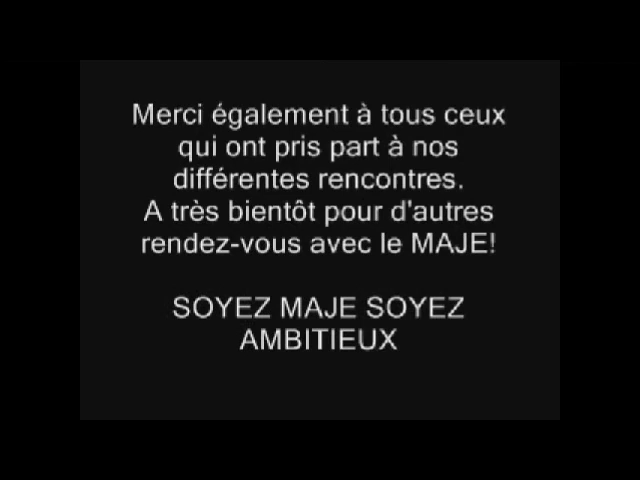 Merci également à tous ceux
qui ont pris part à nos
différentes rencontres.
A très bientôt pour d'autres
rendez-vous avec le MAJE!
SOYEZ MAJE SOYEZ
AMBITIEUX